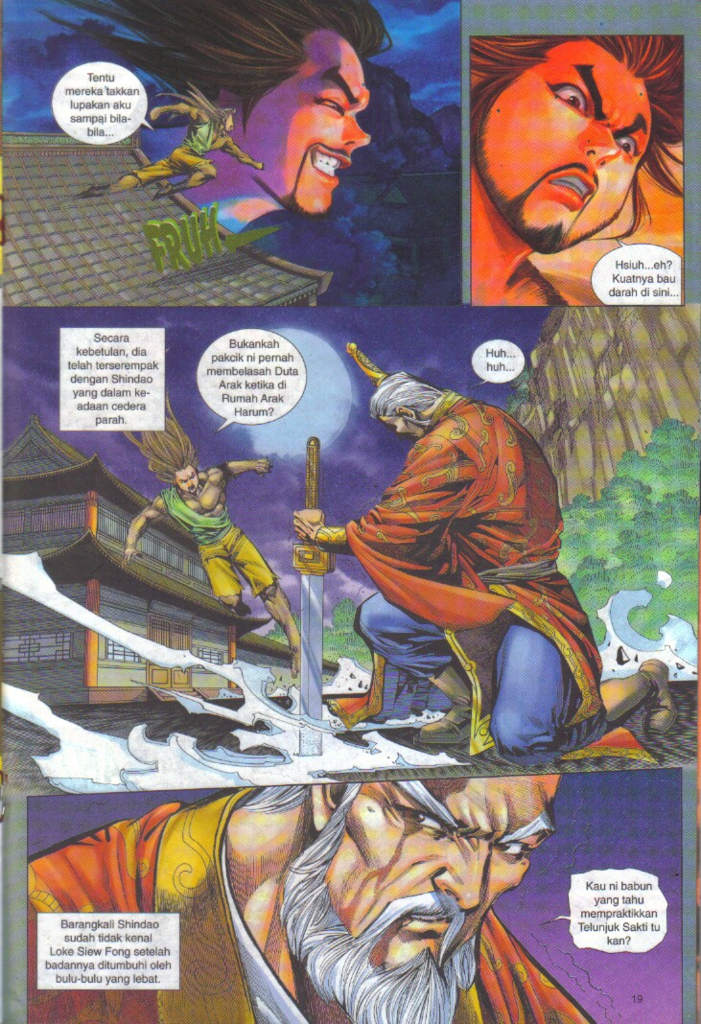 Tentu
mereka takkan
lupakan aku
sampai bila-
bila...
FRUH
Hsiuh...eh?
Kuatnya bau
darah di sini...
Secara
kebetulan, dia
telah terserempak
dengan Shindao
yang dalam ke-
adaan cedera
parah.
Bukankah
pakcik ni pernah
membelasah Duta
Arak ketika di
Rumah Arak
Harum?
Huh...
huh...
Kau ni babun
yang tahu
mempraktikkan
Telunjuk Sakti tu
kan?
Barangkali Shindao
sudah tidak kenal
Loke Siew Fong setelah
badannya ditumbuhi oleh
bulu-bulu yang lebat.
19